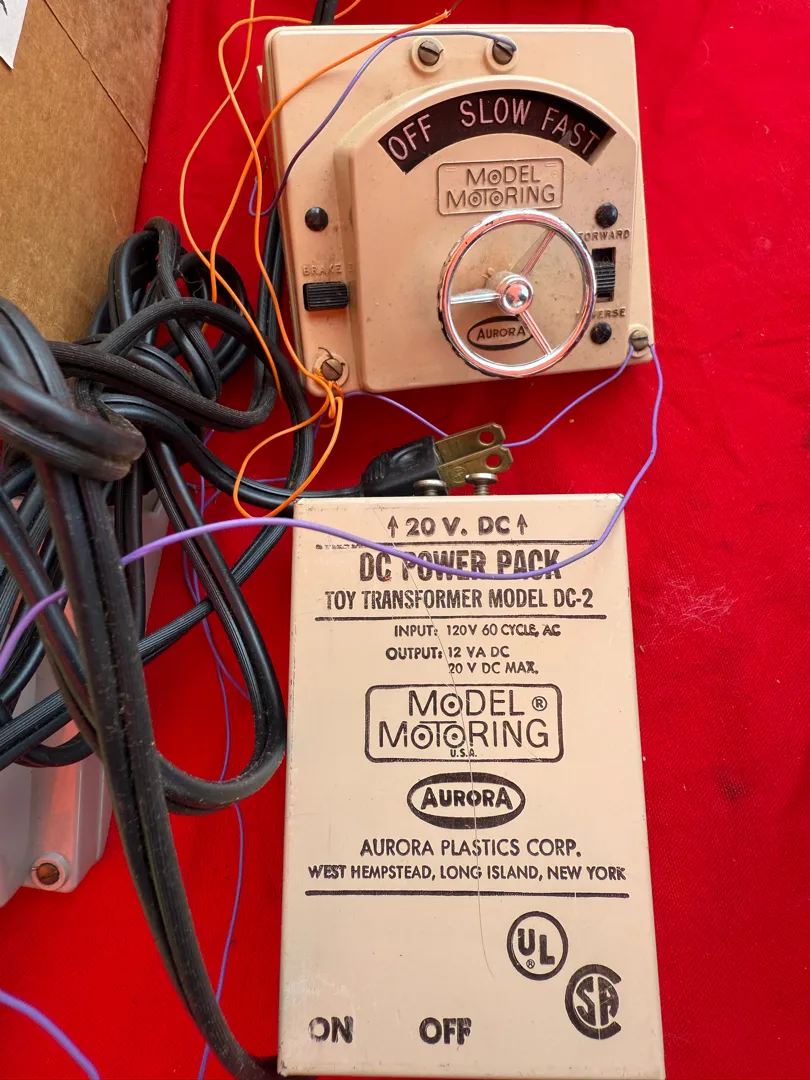 OFF SLOW FAST
MODEL
MOTORING
FORWARD
BRAKE
AURORA
↑ 20 V. DC ↑
DC POWER PACK
TOY TRANSFORMER MODEL DC-2
INPUT: 120V 60 CYCLE, AC
OUTPUT: 12 VA DC
20 V DC MAX.
MODEL ®
MOTORING
U.S.A.
AURORA
AURORA PLASTICS CORP.
WEST HEMPSTEAD, LONG ISLAND, NEW YORK
UL
®
SA
ON OFF